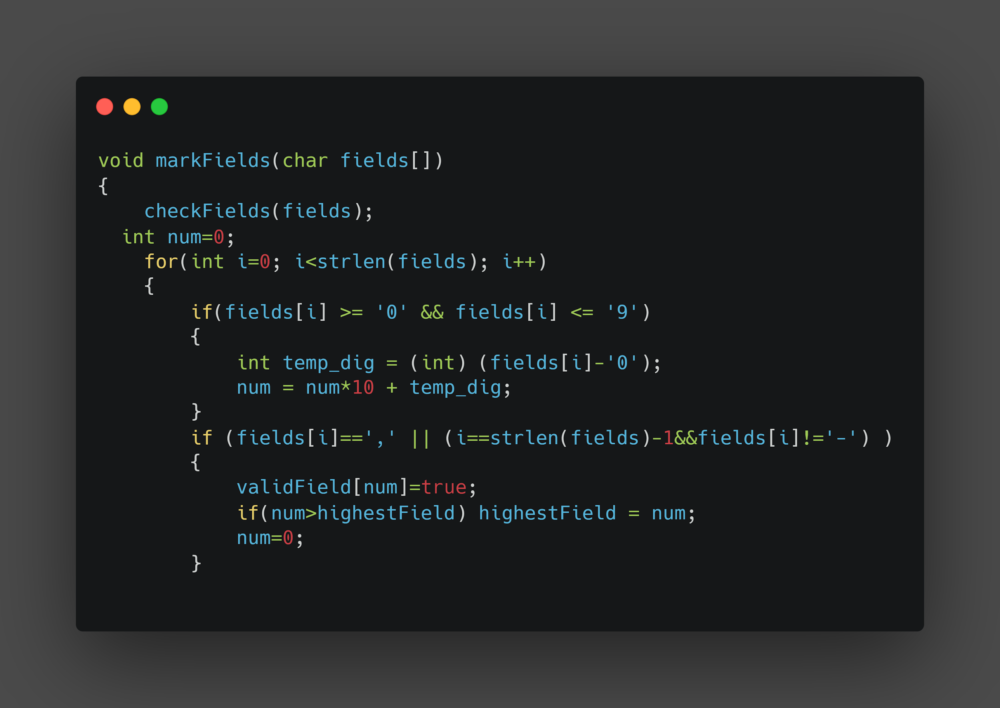 void markFields(char fields[])
{
    checkFields(fields);
  int num=0;
    for(int i=0; i<strlen(fields); i++)
    {
        if(fields[i] >= '0' && fields[i] <= '9')
        {
            int temp_dig = (int) (fields[i]-'0');
            num = num*10 + temp_dig;
        }
        if (fields[i]==',' || (i==strlen(fields)-1&&fields[i]!='-') )
        {
            validField[num]=true;
            if(num>highestField) highestField = num;
            num=0;
        }